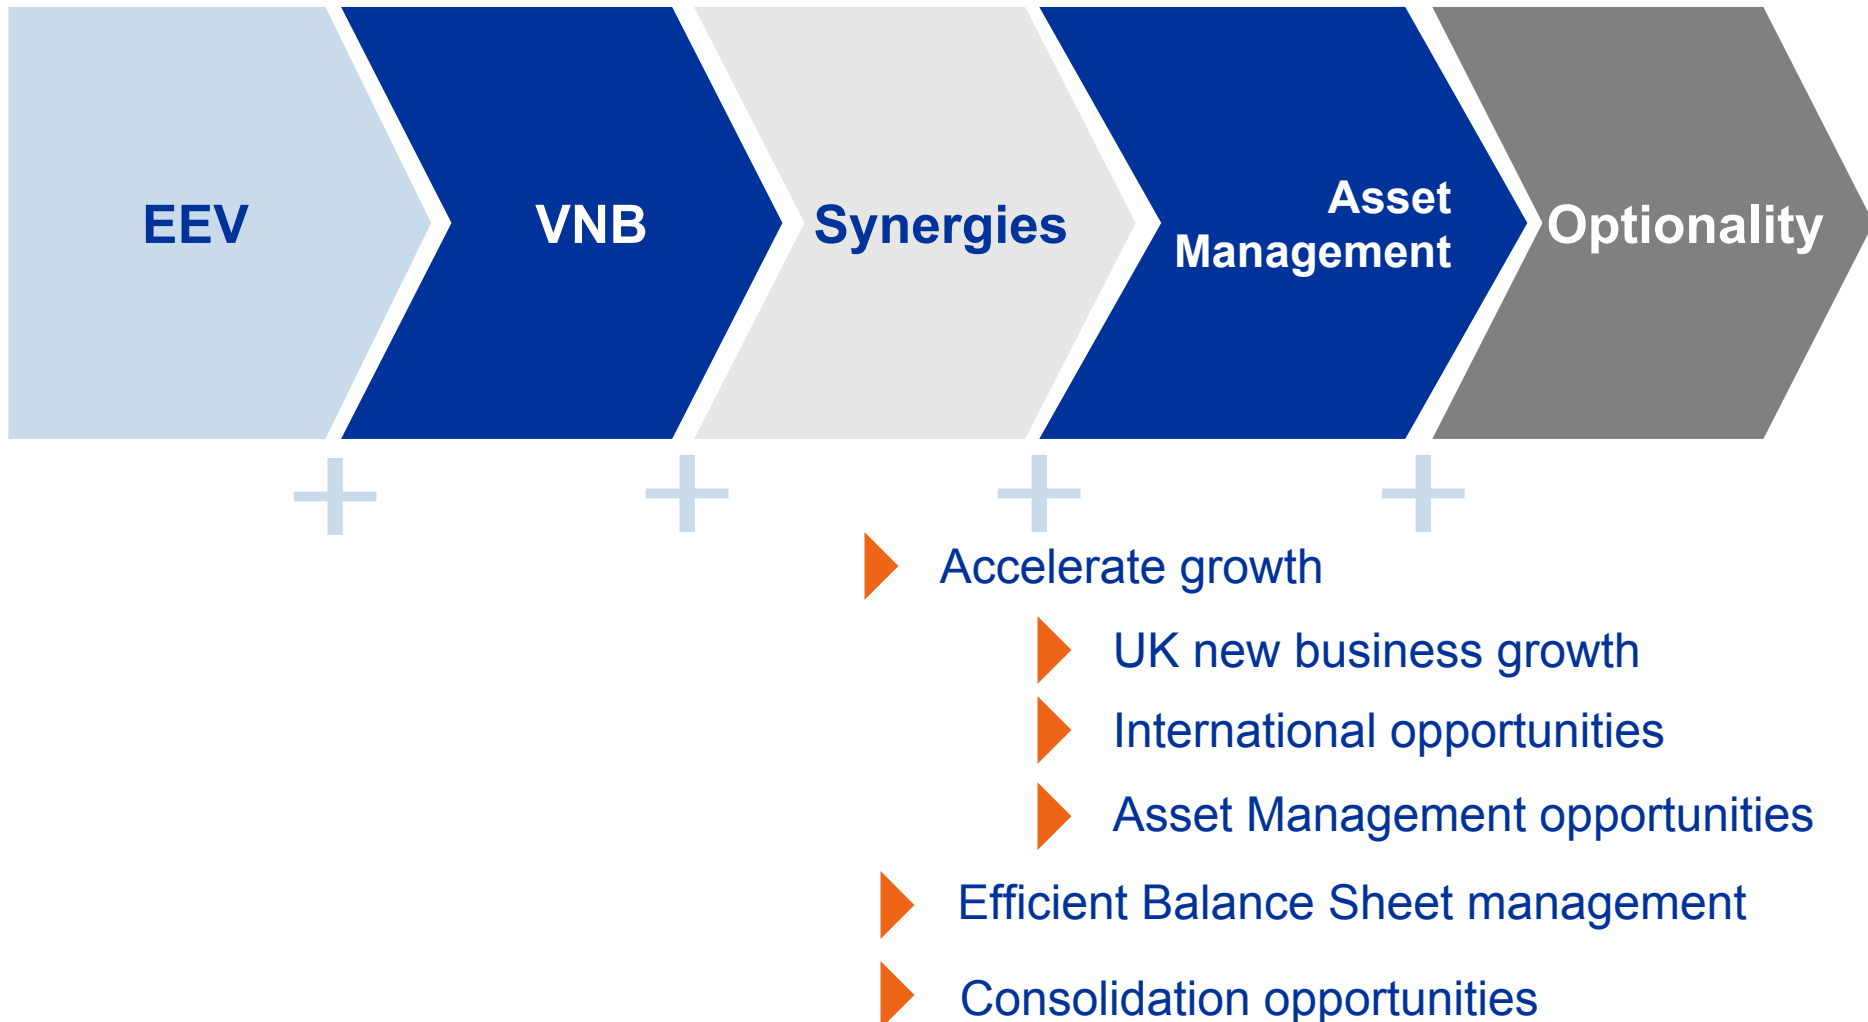 EEV
VNB
Synergies
Asset
Management
Optionality
+
+
+
+
Accelerate growth
UK new business growth
International opportunities
Asset Management opportunities
Efficient Balance Sheet management
Consolidation opportunities